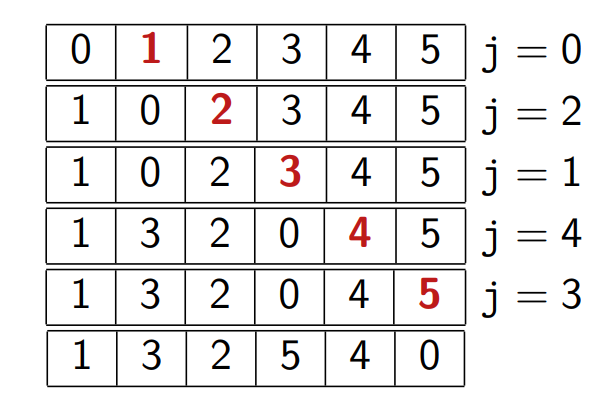 0 1 2 3 4 5 j = 0
1 0 2 3 4 5 j = 2
1 0 2 3 4 5 j = 1
1 3 2 0 4 5 j = 4
1 3 2 0 4 5 j = 3
1 3 2 5 4 0